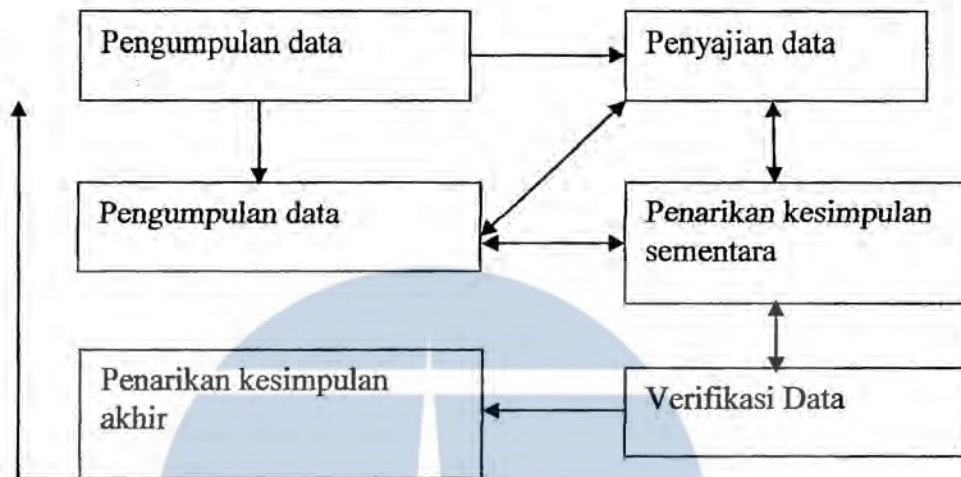 Pengumpulan data
Penyajian data
Pengumpulan data
Penarikan kesimpulan
sementara
Penarikan kesimpulan
akhir
Verifikasi Data